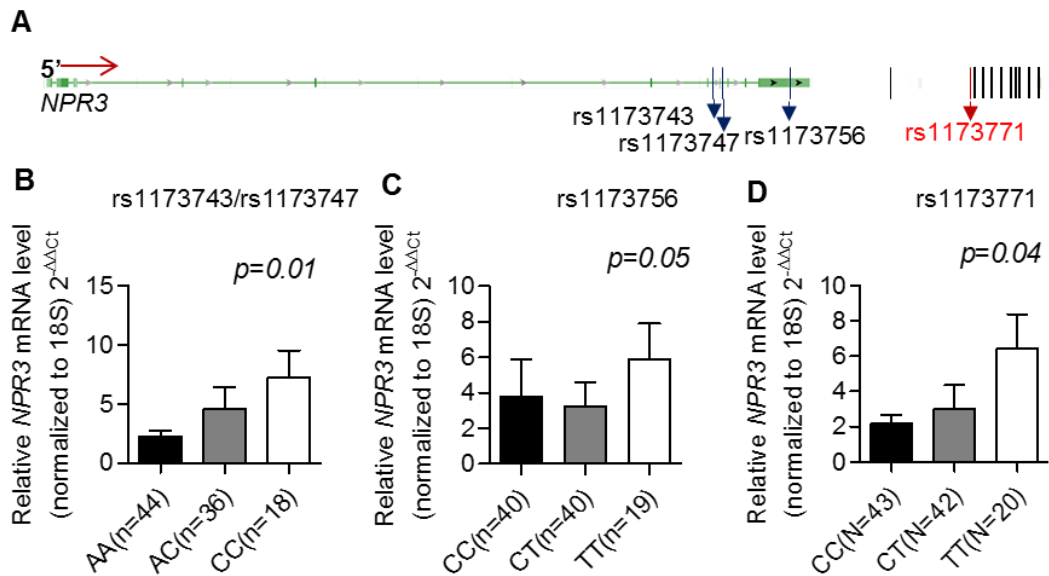 A
5'
NPR3
rs1173743
rs1173747
rs1173756
rs1173771
B
rs1173743/rs1173747
Relative NPR3 mRNA level
(normalized to 18S) 2-ΔΔCt
p=0.01
15
10
5
0
AA(n=44)
AC(n=36)
CC(n=18)
C
rs1173756
Relative NPR3 mRNA level
(normalized to 18S) 2-ΔΔCt
p=0.05
10
8
6
4
2
0
CC(n=40)
CT(n=40)
TT(n=19)
D
rs1173771
Relative NPR3 mRNA level
(normalized to 18S) 2-ΔΔCt
p=0.04
10
8
6
4
2
0
CC(N=43)
CT(N=42)
TT(N=20)